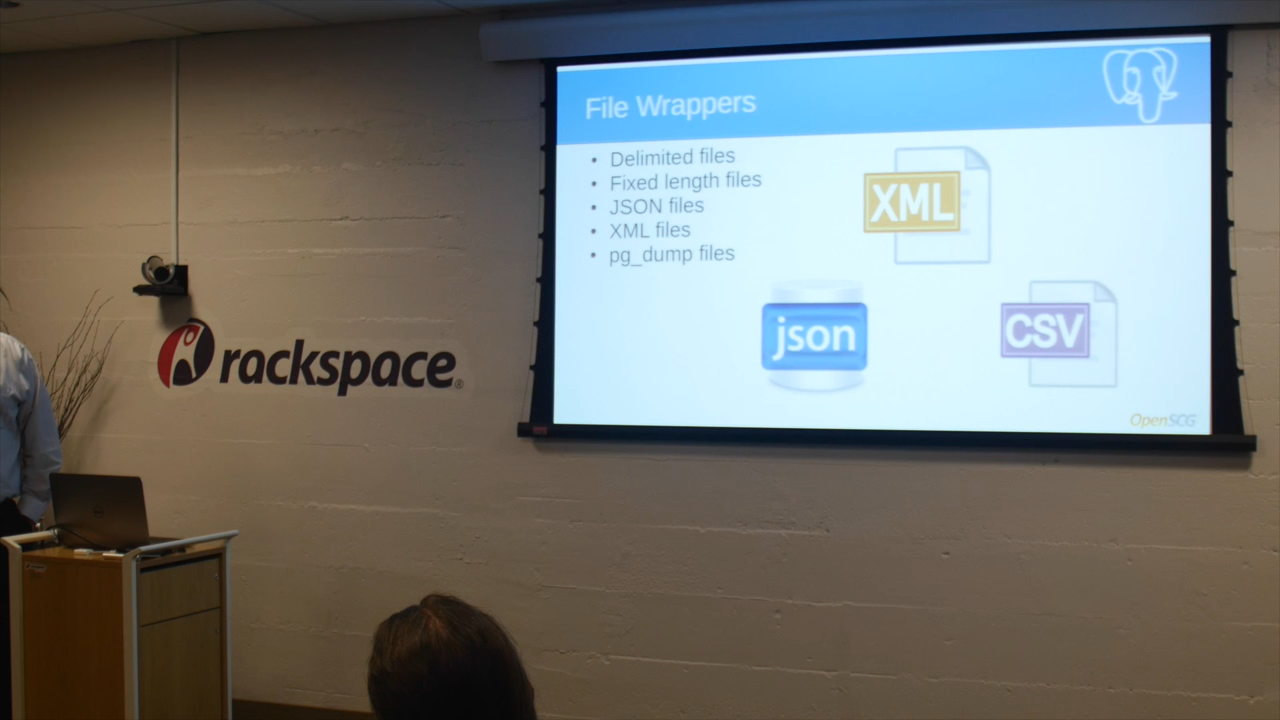 File Wrappers
• Delimited files
• Fixed length files
• JSON files
• XML files
• pg_dump files
XML
json
CSV
OpenSCG
rackspace®